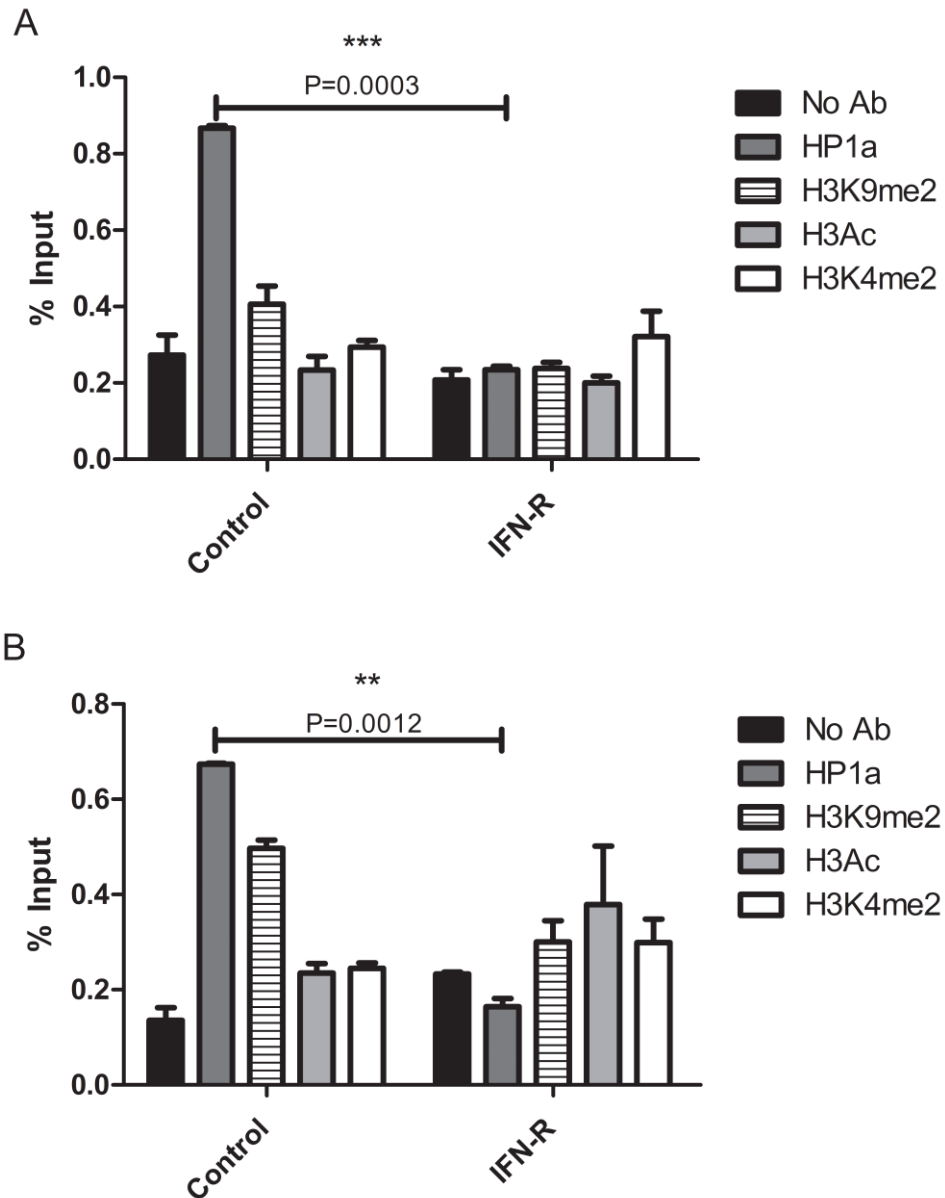 A
***
P=0.0003
1.0
0.8
0.6
0.4
0.2
0.0
% Input
Control
IFN-R
No Ab
HP1a
H3K9me2
H3Ac
H3K4me2
B
**
P=0.0012
0.8
0.6
0.4
0.2
0.0
% Input
Control
IFN-R
No Ab
HP1a
H3K9me2
H3Ac
H3K4me2